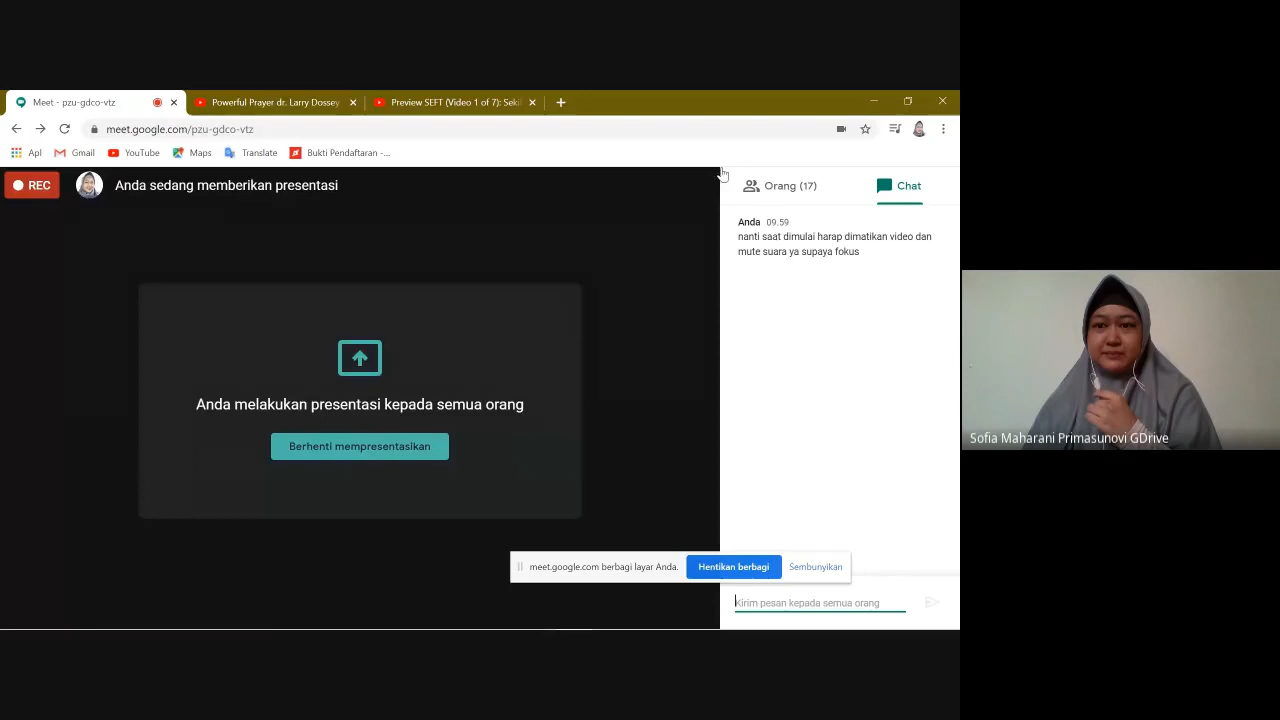 Meet - pzu-gdco-vtz
Powerful Prayer dr. Larry Dossey
Preview SEFT (Video 1 of 7): Seki
meet.google.com/pzu-gdco-vtz
Apl
Gmail
YouTube
Maps
Translate
Bukti Pendaftaran -...
REC
Anda sedang memberikan presentasi
Orang (17)
Chat
Anda 09.59
nanti saat dimulai harap dimatikan video dan
mute suara ya supaya fokus
Anda melakukan presentasi kepada semua orang
Berhenti mempresentasikan
Sofia Maharani Primasunovi GDrive
meet.google.com berbagi layar Anda.
Hentikan berbagi
Sembunyikan
Kirim pesan kepada semua orang